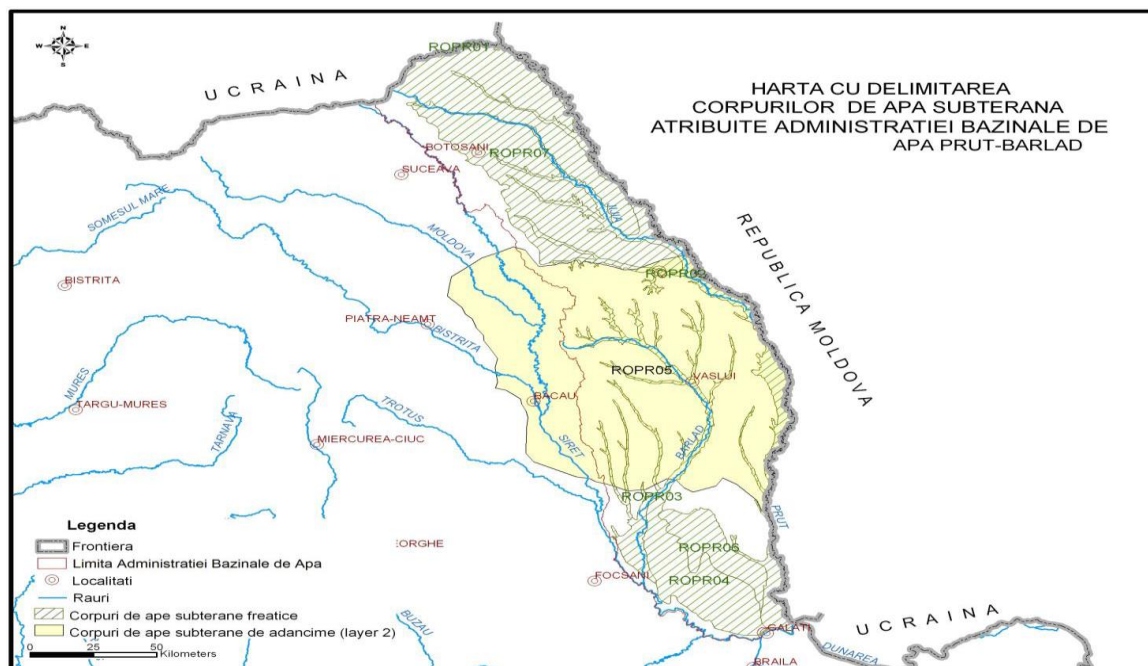 N
W E
S
UCRAINA
ROPR01
HARTA CU DELIMITAREA
CORPURILOR DE APA SUBTERANA
ATRIBUITE ADMINISTRATIEI BAZINALE DE
APA PRUT-BARLAD
BOTOSANI
ROPR07
SUCEAVA
SOMESUL MARE
JIJIA
MOLDOVA
REPUBLICA MOLDOVA
BISTRITA
PIATRA-NEAMT
BISTRITA
ROPR05
VASLUI
MURES
TARGU-MURES
BACAU
TROTUS
TARNAVA
MIERCUREA-CIUC
SIRET
BARLAD
ROPR03
PRUT
Legenda
Frontiera
Limita Administratiei Bazinale de Apa
Localitati
Rauri
Corpuri de ape subterane freatice
Corpuri de ape subterane de adancime (layer 2)
0 25 50
Kilometers
ORGHE
ROPR06
FOCSANI
ROPR04
BUZAU
GALATI
UCRAINA
DUNAREA
BRAILA